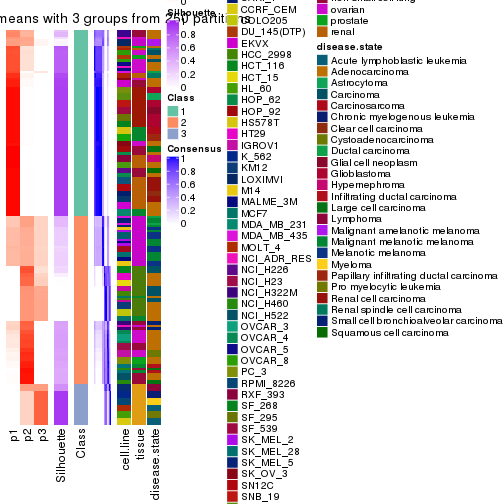 means with 3 groups from 250 partitions
Silhouette
0
1
0.8
0.6
0.4
0.2
0
Class
1
2
3
Consensus
1
0.8
0.6
0.4
0.2
0
p1
p2
p3
Silhouette
Class
cell.line
tissue
disease.state
CCRF_CEM
COLO205
DU_145(DTP)
EKVX
HCC_2998
HCT_116
HCT_15
HL_60
HOP_62
HOP_92
HS578T
HT29
IGROV1
K_562
KM12
LOXIMVI
M14
MALME_3M
MCF7
MDA_MB_231
MDA_MB_435
MOLT_4
NCI_ADR_RES
NCI_H226
NCI_H23
NCI_H322M
NCI_H460
NCI_H522
OVCAR_3
OVCAR_4
OVCAR_5
OVCAR_8
PC_3
RPMI_8226
RXF_393
SF_268
SF_295
SF_539
SK_MEL_2
SK_MEL_28
SK_MEL_5
SK_OV_3
SN12C
SNB_19
ovarian
prostate
renal
disease.state
Acute lymphoblastic leukemia
Adenocarcinoma
Astrocytoma
Carcinoma
Carcinosarcoma
Chronic myelogenous leukemia
Clear cell carcinoma
Cystoadenocarcinoma
Ductal carcinoma
Glial cell neoplasm
Glioblastoma
Hypernephroma
Infiltrating ductal carcinoma
Large cell carcinoma
Lymphoma
Malignant amelanotic melanoma
Malignant melanotic melanoma
Melanotic melanoma
Myeloma
Papillary infiltrating ductal carcinoma
Pro myelocytic leukemia
Renal cell carcinoma
Renal spindle cell carcinoma
Small cell bronchioalveolar carcinoma
Squamous cell carcinoma